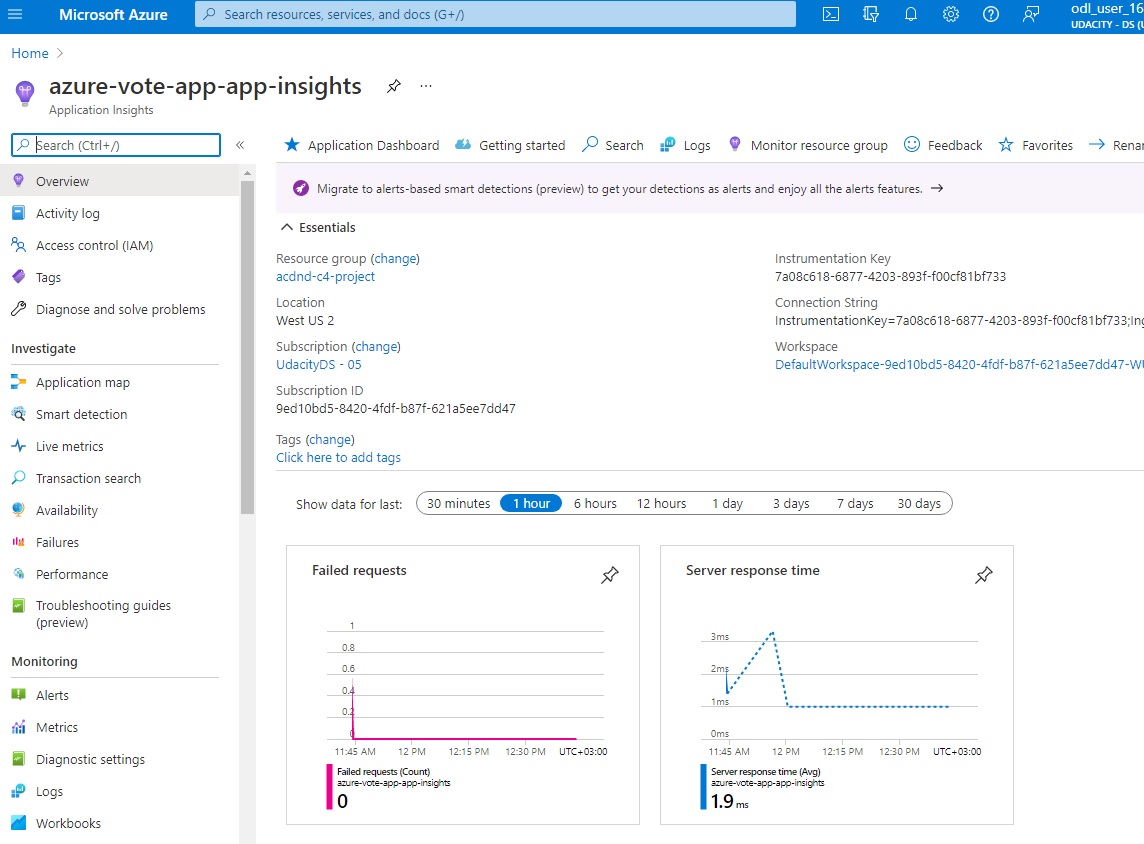 Microsoft Azure
Search resources, services, and docs (G+/)
odl_user_16
UDACITY - DS (U
Home
azure-vote-app-app-insights
...
Application Insights
Search (Ctrl+/)
«
Application Dashboard
Getting started
Search
Logs
Monitor resource group
Feedback
Favorites
Renam
Overview
Activity log
Access control (IAM)
Tags
Diagnose and solve problems
Investigate
Application map
Smart detection
Live metrics
Transaction search
Availability
Failures
Performance
Troubleshooting guides
(preview)
Monitoring
Alerts
Metrics
Diagnostic settings
Logs
Workbooks
Migrate to alerts-based smart detections (preview) to get your detections as alerts and enjoy all the alerts features. →
Essentials
Resource group (change)
acdnd-c4-project
Location
West US 2
Subscription (change)
UdacityDS - 05
Subscription ID
9ed10bd5-8420-4fdf-b87f-621a5ee7dd47
Tags (change)
Click here to add tags
Instrumentation Key
7a08c618-6877-4203-893f-f00cf81bf733
Connection String
InstrumentationKey=7a08c618-6877-4203-893f-f00cf81bf733;Ing
Workspace
DefaultWorkspace-9ed10bd5-8420-4fdf-b87f-621a5ee7dd47-WU
Show data for last:
30 minutes
1 hour
6 hours
12 hours
1 day
3 days
7 days
30 days
Failed requests
1
0.8
0.6
0.4
0.2
0
11:45 AM
12 PM
12:15 PM
12:30 PM
UTC+03:00
Failed requests (Count)
azure-vote-app-app-insights
0
Server response time
3ms
2ms
1ms
0ms
11:45 AM
12 PM
12:15 PM
12:30 PM
UTC+03:00
Server response time (Avg)
azure-vote-app-app-insights
1.9 ms